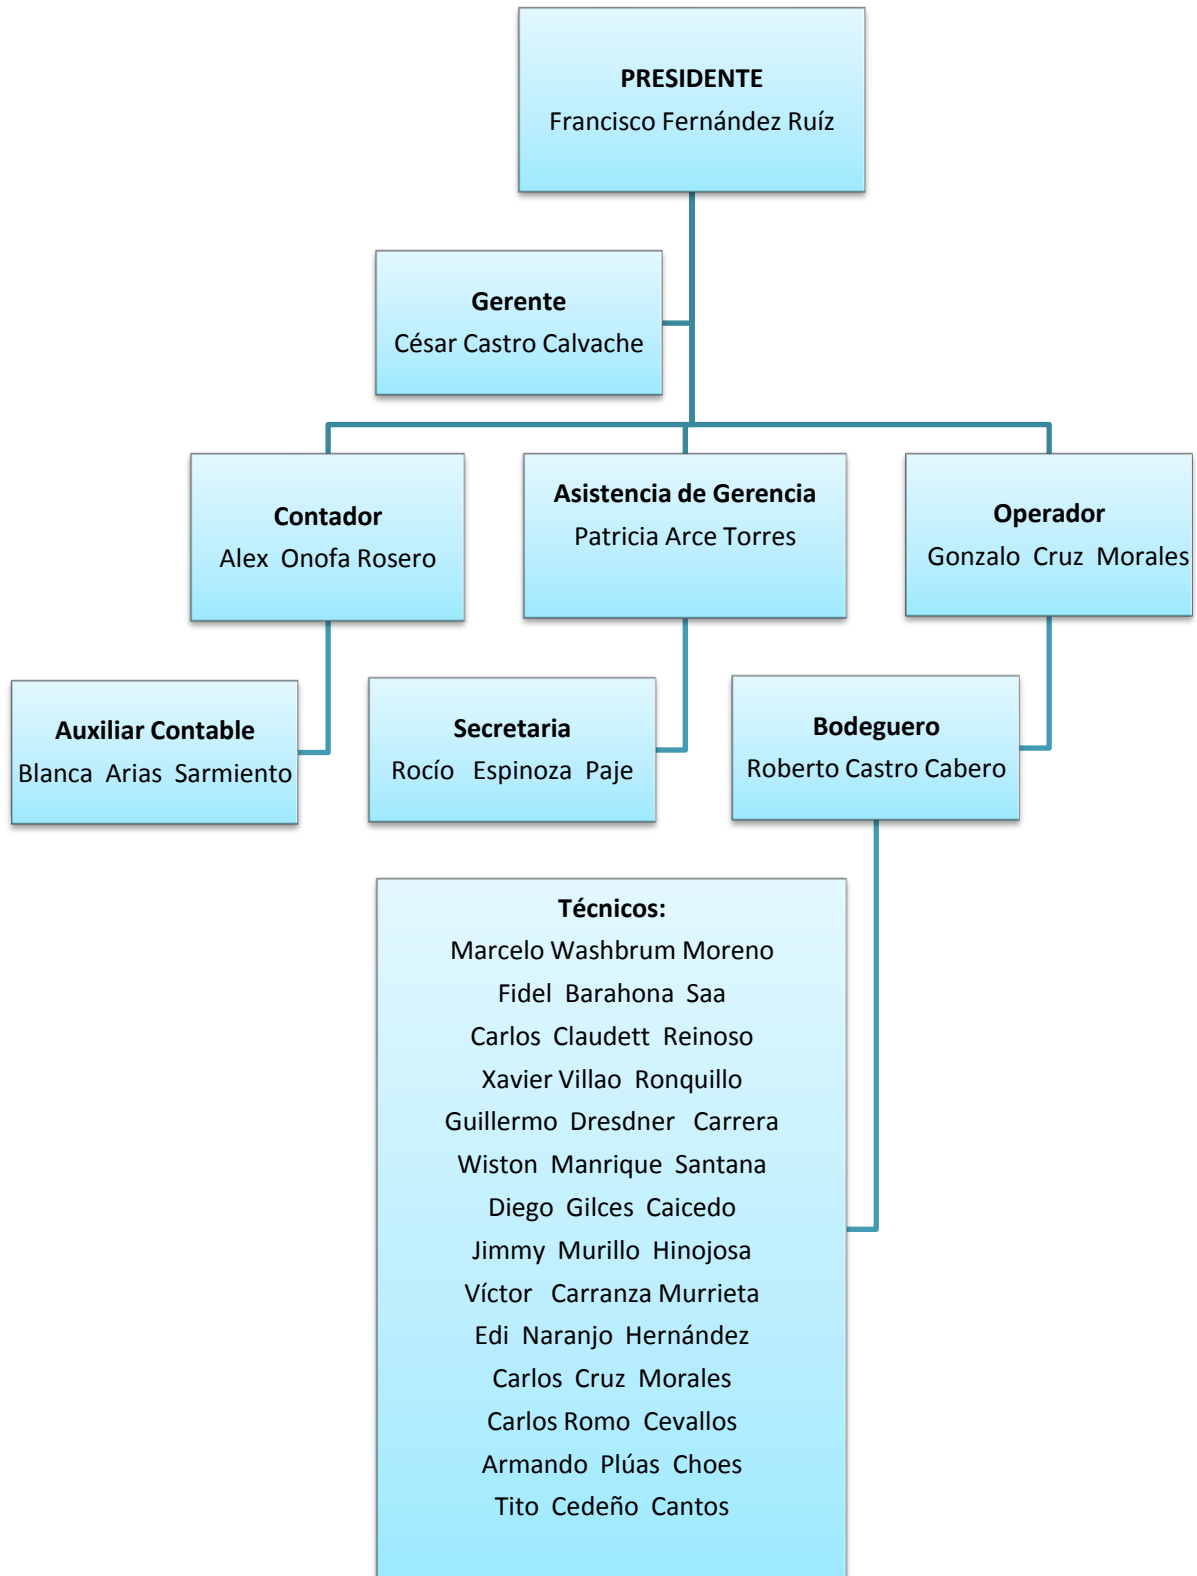 PRESIDENTE
Francisco Fernández Ruíz
Gerente
César Castro Calvache
Contador
Alex Onofa Rosero
Asistencia de Gerencia
Patricia Arce Torres
Operador
Gonzalo Cruz Morales
Auxiliar Contable
Blanca Arias Sarmiento
Secretaria
Rocío Espinoza Paje
Bodeguero
Roberto Castro Cabero
Técnicos:
Marcelo Washbrum Moreno
Fidel Barahona Saa
Carlos Claudett Reinoso
Xavier Villao Ronquillo
Guillermo Dresdner Carrera
Wiston Manrique Santana
Diego Gilces Caicedo
Jimmy Murillo Hinojosa
Víctor Carranza Murrieta
Edi Naranjo Hernández
Carlos Cruz Morales
Carlos Romo Cevallos
Armando Plúas Choes
Tito Cedeño Cantos